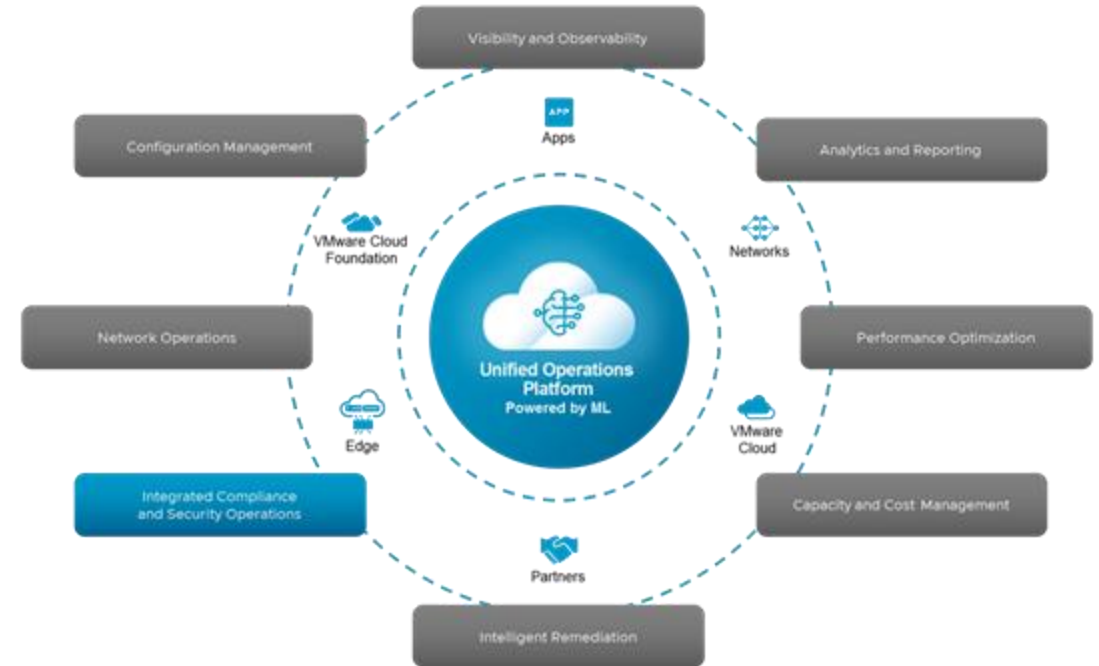 Visibility and Observability
APP
Apps
Configuration Management
Analytics and Reporting
VMware Cloud
Foundation
Networks
Network Operations
Unified Operations
Platform
Powered by ML
Performance Optimization
Edge
VMware
Cloud
Integrated Compliance
and Security Operations
Capacity and Cost Management
Partners
Intelligent Remediation